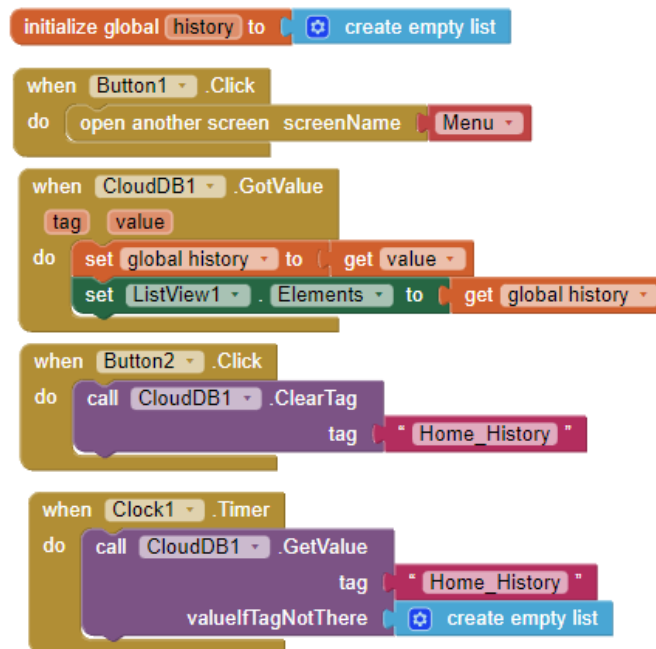 initialize global history to create empty list
when Button1 .Click
do open another screen screenName Menu
when CloudDB1 .GotValue
tag value
do set global history to get value
set ListView1 . Elements to get global history
when Button2 .Click
do call CloudDB1 .ClearTag
tag “ Home_History ”
when Clock1 .Timer
do call CloudDB1 .GetValue
tag “ Home_History ”
valueIfTagNotThere create empty list